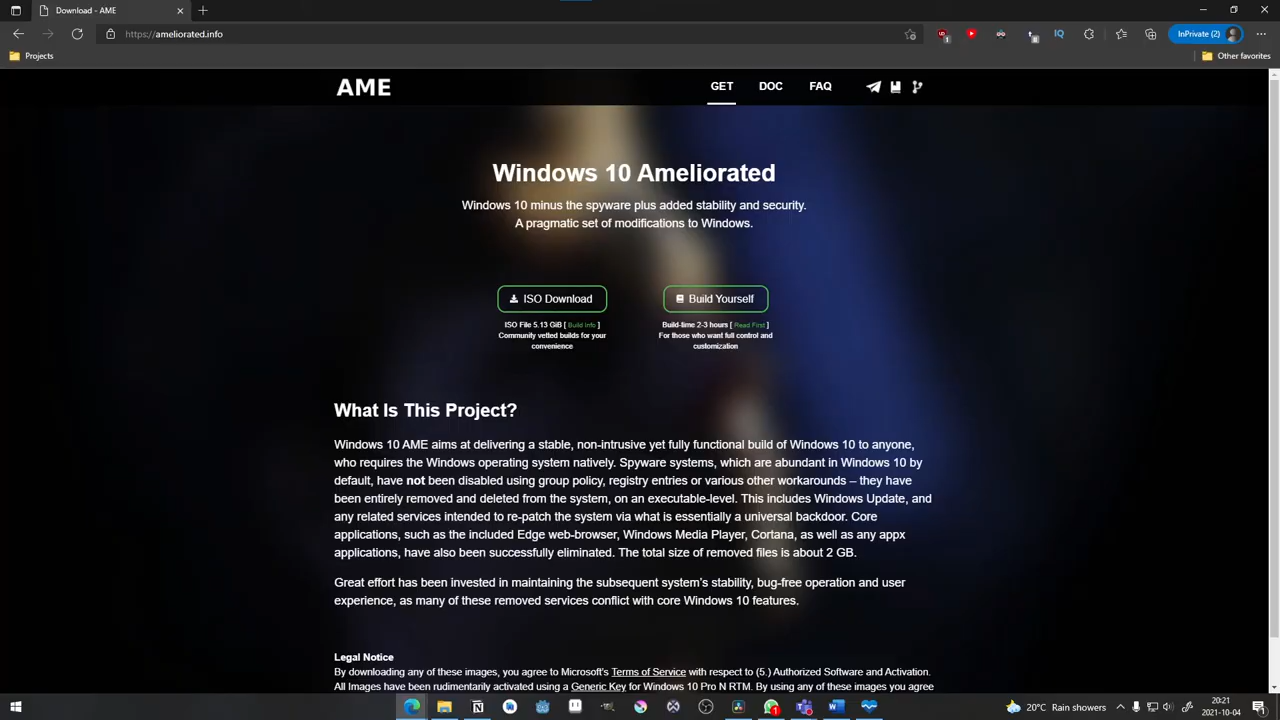 Download - AME
https://ameliorated.info
InPrivate (2)
Projects
Other favorites
AME
GET DOC FAQ
Windows 10 Ameliorated
Windows 10 minus the spyware plus added stability and security.
A pragmatic set of modifications to Windows.
ISO Download
Build Yourself
ISO File 5.13 GiB [ Build Info ]
Community vetted builds for your
convenience
Build-time 2-3 hours [ Read First ]
For those who want full control and
customization
What Is This Project?
Windows 10 AME aims at delivering a stable, non-intrusive yet fully functional build of Windows 10 to anyone,
who requires the Windows operating system natively. Spyware systems, which are abundant in Windows 10 by
default, have not been disabled using group policy, registry entries or various other workarounds – they have
been entirely removed and deleted from the system, on an executable-level. This includes Windows Update, and
any related services intended to re-patch the system via what is essentially a universal backdoor. Core
applications, such as the included Edge web-browser, Windows Media Player, Cortana, as well as any appx
applications, have also been successfully eliminated. The total size of removed files is about 2 GB.
Great effort has been invested in maintaining the subsequent system's stability, bug-free operation and user
experience, as many of these removed services conflict with core Windows 10 features.
Legal Notice
By downloading any of these images, you agree to Microsoft's Terms of Service with respect to (5.) Authorized Software and Activation.
All Images have been rudimentarily activated using a Generic Key for Windows 10 Pro N RTM. By using any of these images you agree
20°C Rain showers
20:21
2021-10-04